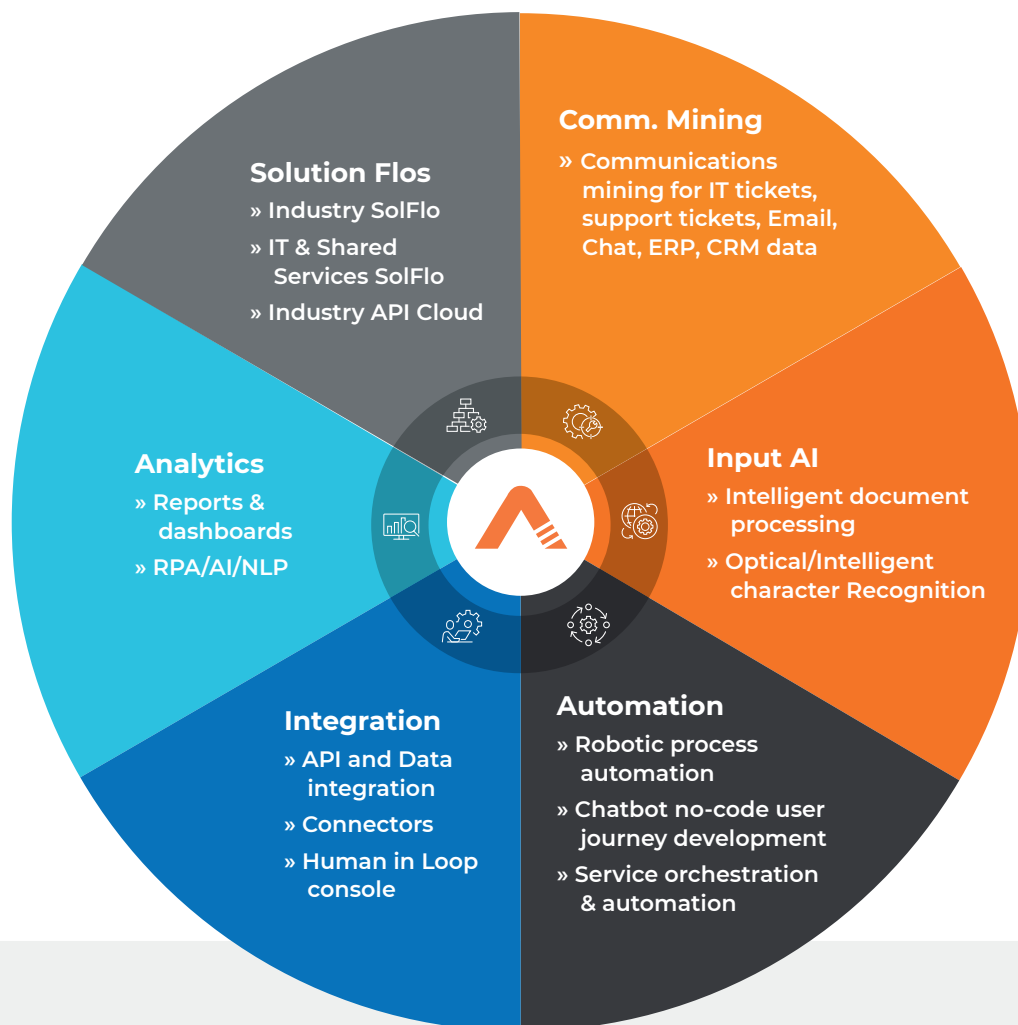 Solution Flos
» Industry SolFlo
» IT & Shared
Services SolFlo
» Industry API Cloud
Comm. Mining
» Communications
mining for IT tickets,
support tickets, Email,
Chat, ERP, CRM data
Input AI
» Intelligent document
processing
» Optical/Intelligent
character Recognition
Automation
» Robotic process
automation
» Chatbot no-code user
journey development
» Service orchestration
& automation
Integration
» API and Data
integration
» Connectors
» Human in Loop
console
Analytics
» Reports &
dashboards
» RPA/AI/NLP